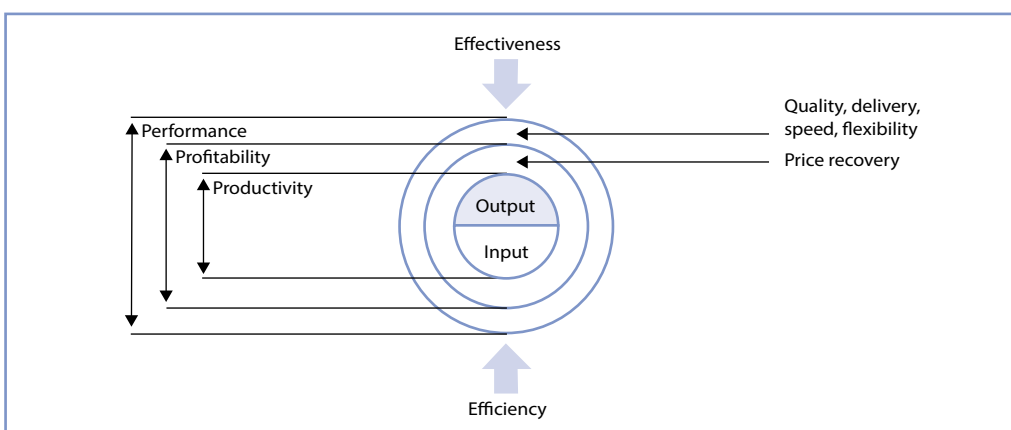 Effectiveness
Quality, delivery,
speed, flexibility
Performance
Profitability
Price recovery
Productivity
Output
Input
Efficiency